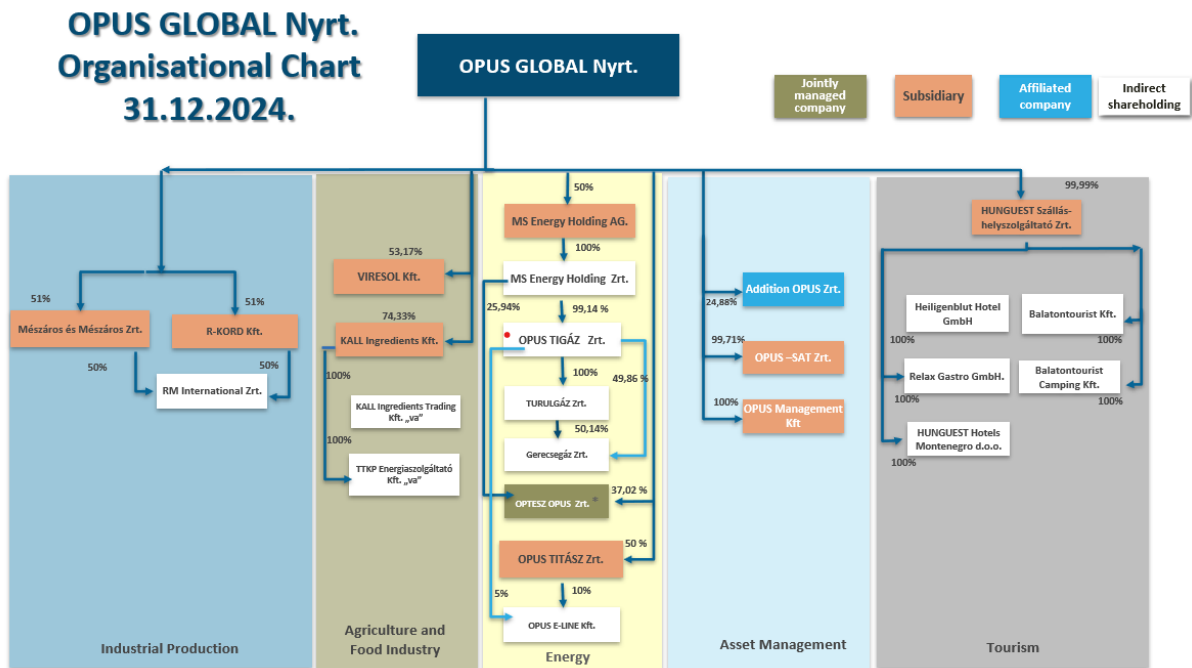 OPUS GLOBAL Nyrt.
Organisational Chart
31.12.2024.
OPUS GLOBAL Nyrt.
Jointly
managed
company
Subsidiary
Affiliated
company
Indirect
shareholding
50%
99,99%
MS Energy Holding AG.
HUNGUEST Szállás-
helyszolgáltató Zrt.
100%
53,17%
VIRESOL Kft.
MS Energy Holding Zrt.
Addition OPUS Zrt.
24,88%
Heiligenblut Hotel
GmbH
100%
Balatontourist Kft.
100%
51%
51%
Mészáros és Mészáros Zrt.
R-KORD Kft.
74,33%
KALL Ingredients Kft.
25,94%
99,14 %
OPUS TIGÁZ Zrt.
99,71%
OPUS –SAT Zrt.
Relax Gastro GmbH.
100%
Balatontourist
Camping Kft.
100%
50%
50%
RM International Zrt.
100%
100%
49,86 %
KALL Ingredients Trading
Kft. „va”
TURULGÁZ Zrt.
100%
OPUS Management
Kft
50,14%
100%
Gerecsegáz Zrt.
HUNGUEST Hotels
Montenegro d.o.o.
100%
TTKP Energiaszolgáltató
Kft. „va”
37,02 %
OPTESZ OPUS Zrt. *
50 %
OPUS TITÁSZ Zrt.
5%
10%
OPUS E-LINE Kft.
Industrial Production
Agriculture and
Food Industry
Energy
Asset Management
Tourism